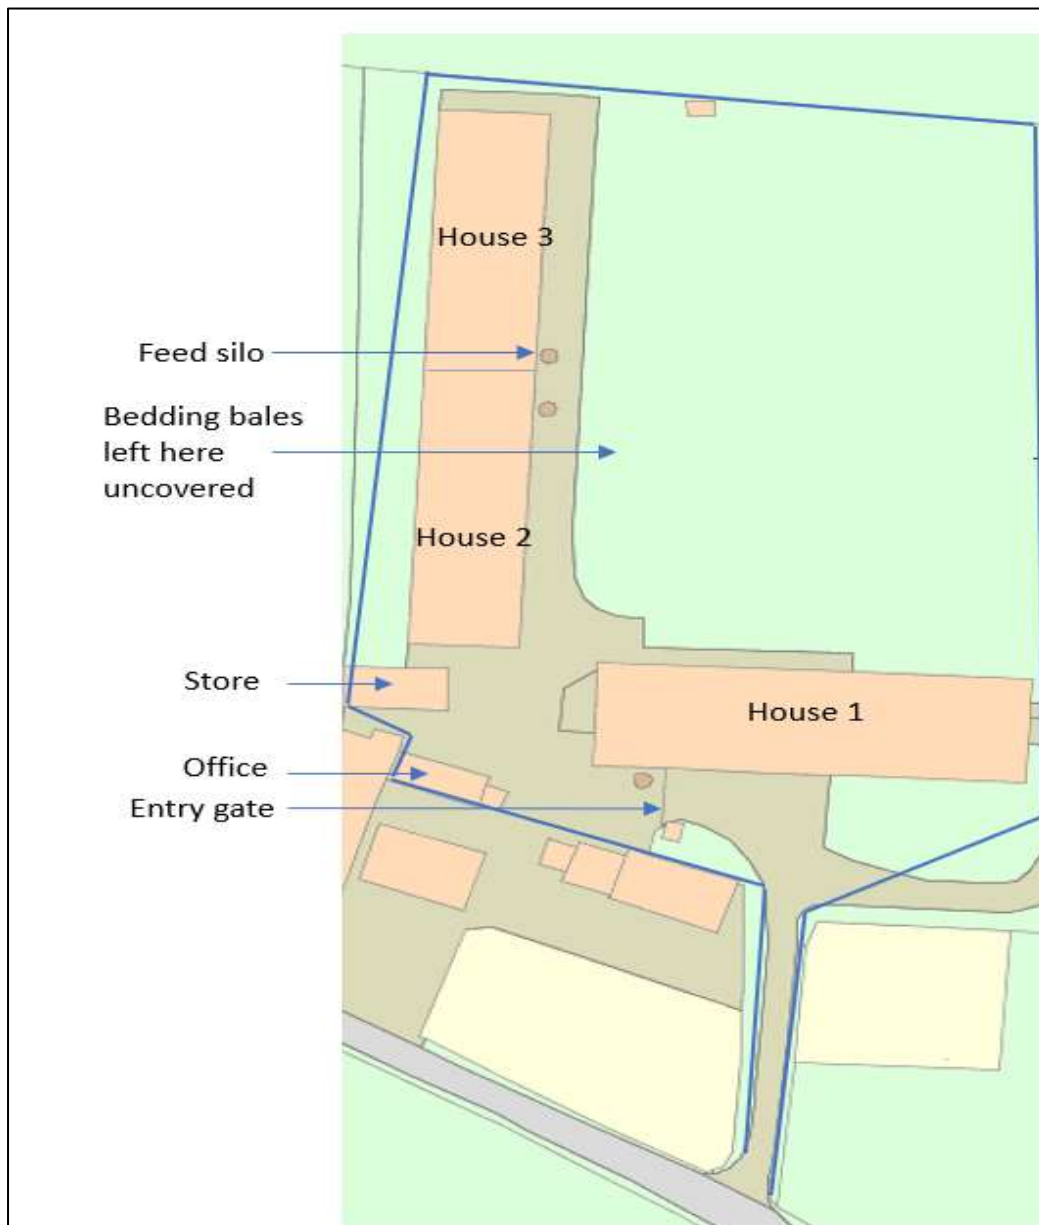 House 3
Feed silo
Bedding bales
left here
uncovered
House 2
Store
House 1
Office
Entry gate